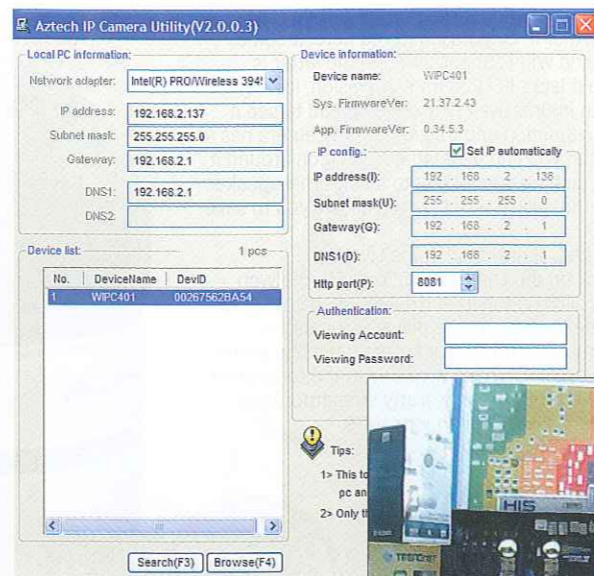 Aztech IP Camera Utility(V2.0.0.3)
Local PC information:
Network adapter: Intel(R) PRO/Wireless 394!
IP address: 192.168.2.137
Subnet mask: 255.255.255.0
Gateway: 192.168.2.1
DNS1: 192.168.2.1
DNS2:
Device list: 1 pcs
No. DeviceName DevID
1 WIPC401 00267562BA54
Search(F3) Browse(F4)
Device information:
Device name: WIPC401
Sys. FirmwareVer: 21.37.2.43
App. FirmwareVer: 0.34.5.3
IP config.: Set IP automatically
IP address(I): 192 . 168 . 2 . 138
Subnet mask(U): 255 . 255 . 255 . 0
Gateway(G): 192 . 168 . 2 . 1
DNS1(D): 192 . 168 . 2 . 1
Http port(P): 8081
Authentication:
Viewing Account:
Viewing Password:
Tips:
1> This to
pc an
2> Only th
HIS
TRENDnet